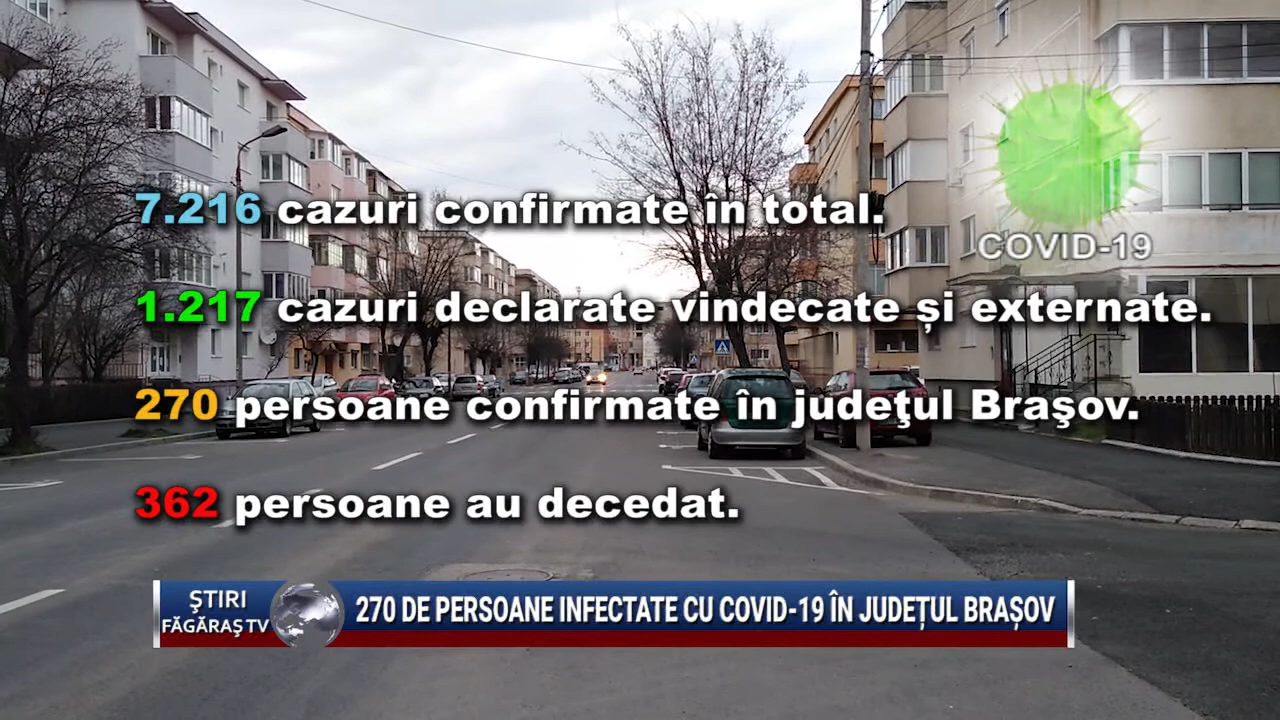 7.216 cazuri confirmate în total.
COVID-19
1.217 cazuri declarate vindecate și externate.
270 persoane confirmate în judeţul Braşov.
362 persoane au decedat.
ŞTIRI
FĂGĂRAŞ TV
270 DE PERSOANE INFECTATE CU COVID-19 ÎN JUDEȚUL BRAȘOV